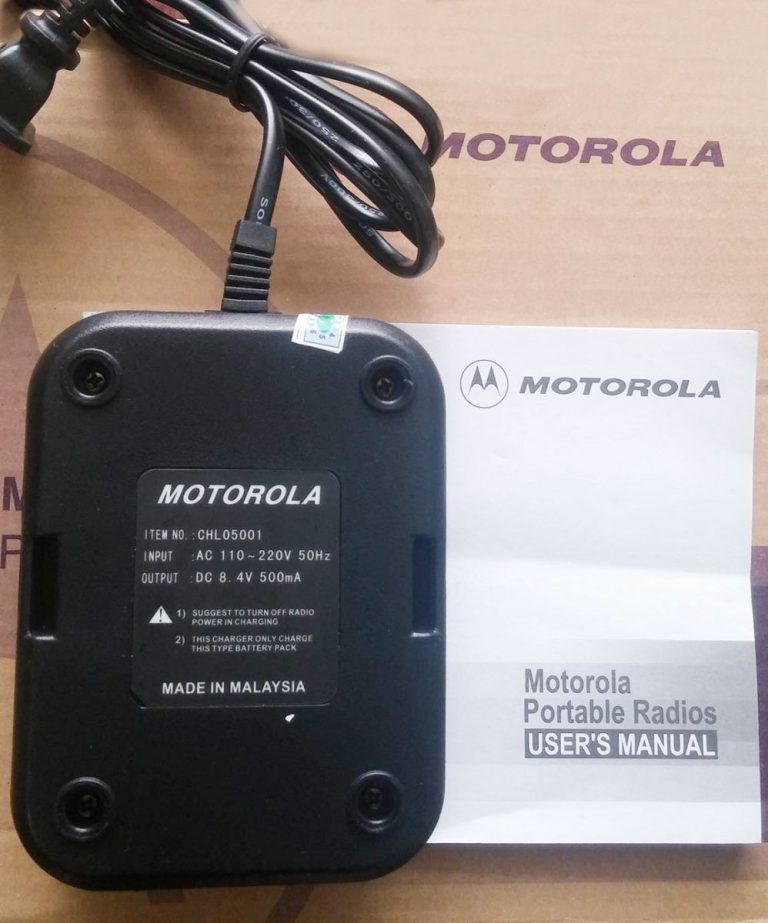 MOTOROLA
MOTOROLA
MOTOROLA
ITEM NO. : CHL05001
INPUT : AC 110~220V 50Hz
OUTPUT : DC 8. 4V 500mA
1) SUGGEST TO TURN OFF RADIO
POWER IN CHARGING
2) THIS CHARGER ONLY CHARGE
THIS TYPE BATTERY PACK
MADE IN MALAYSIA
Motorola
Portable Radios
USER'S MANUAL